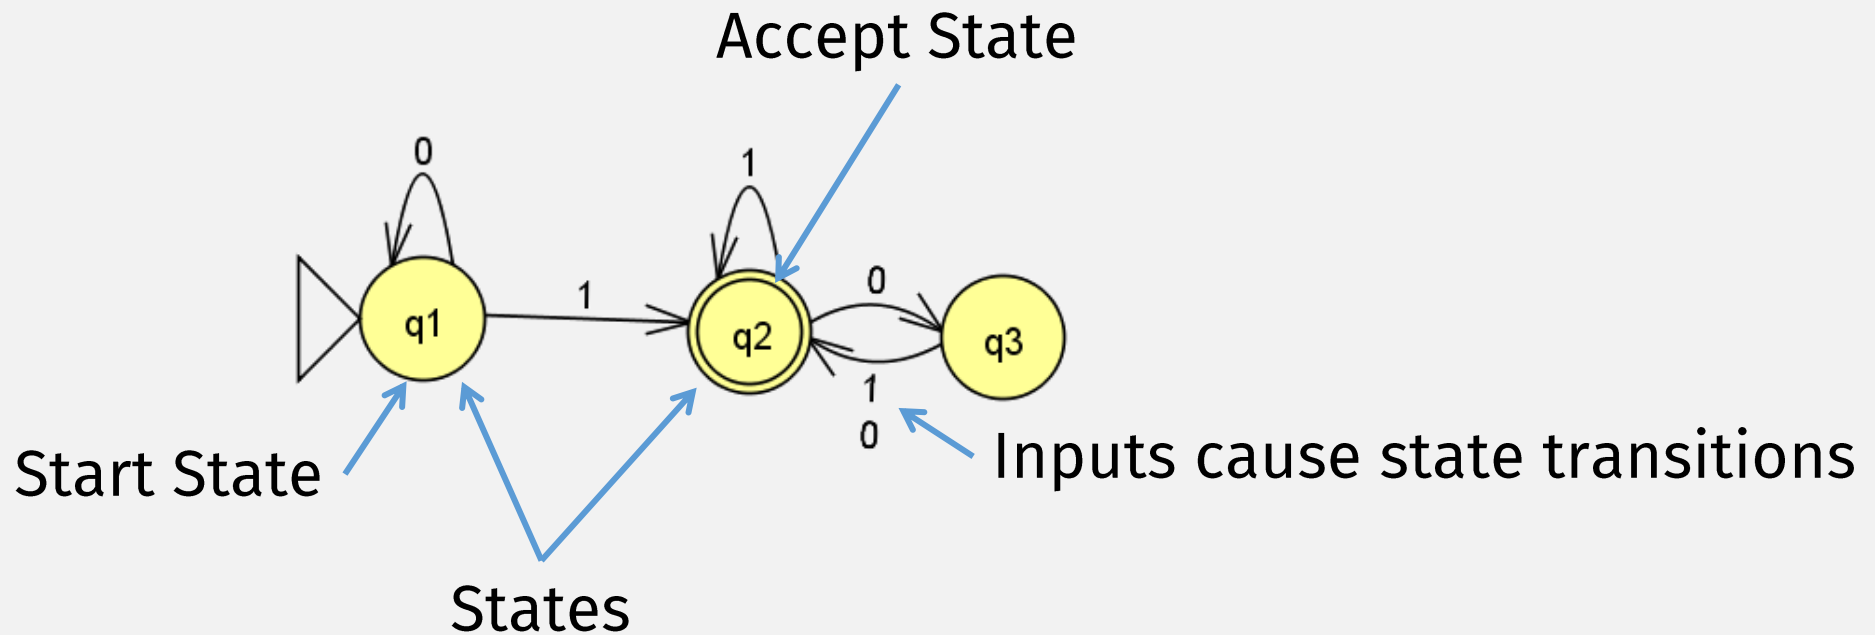 Accept State
0
1
q1
1
q2
0
q3
1
0
Start State
Inputs cause state transitions
States